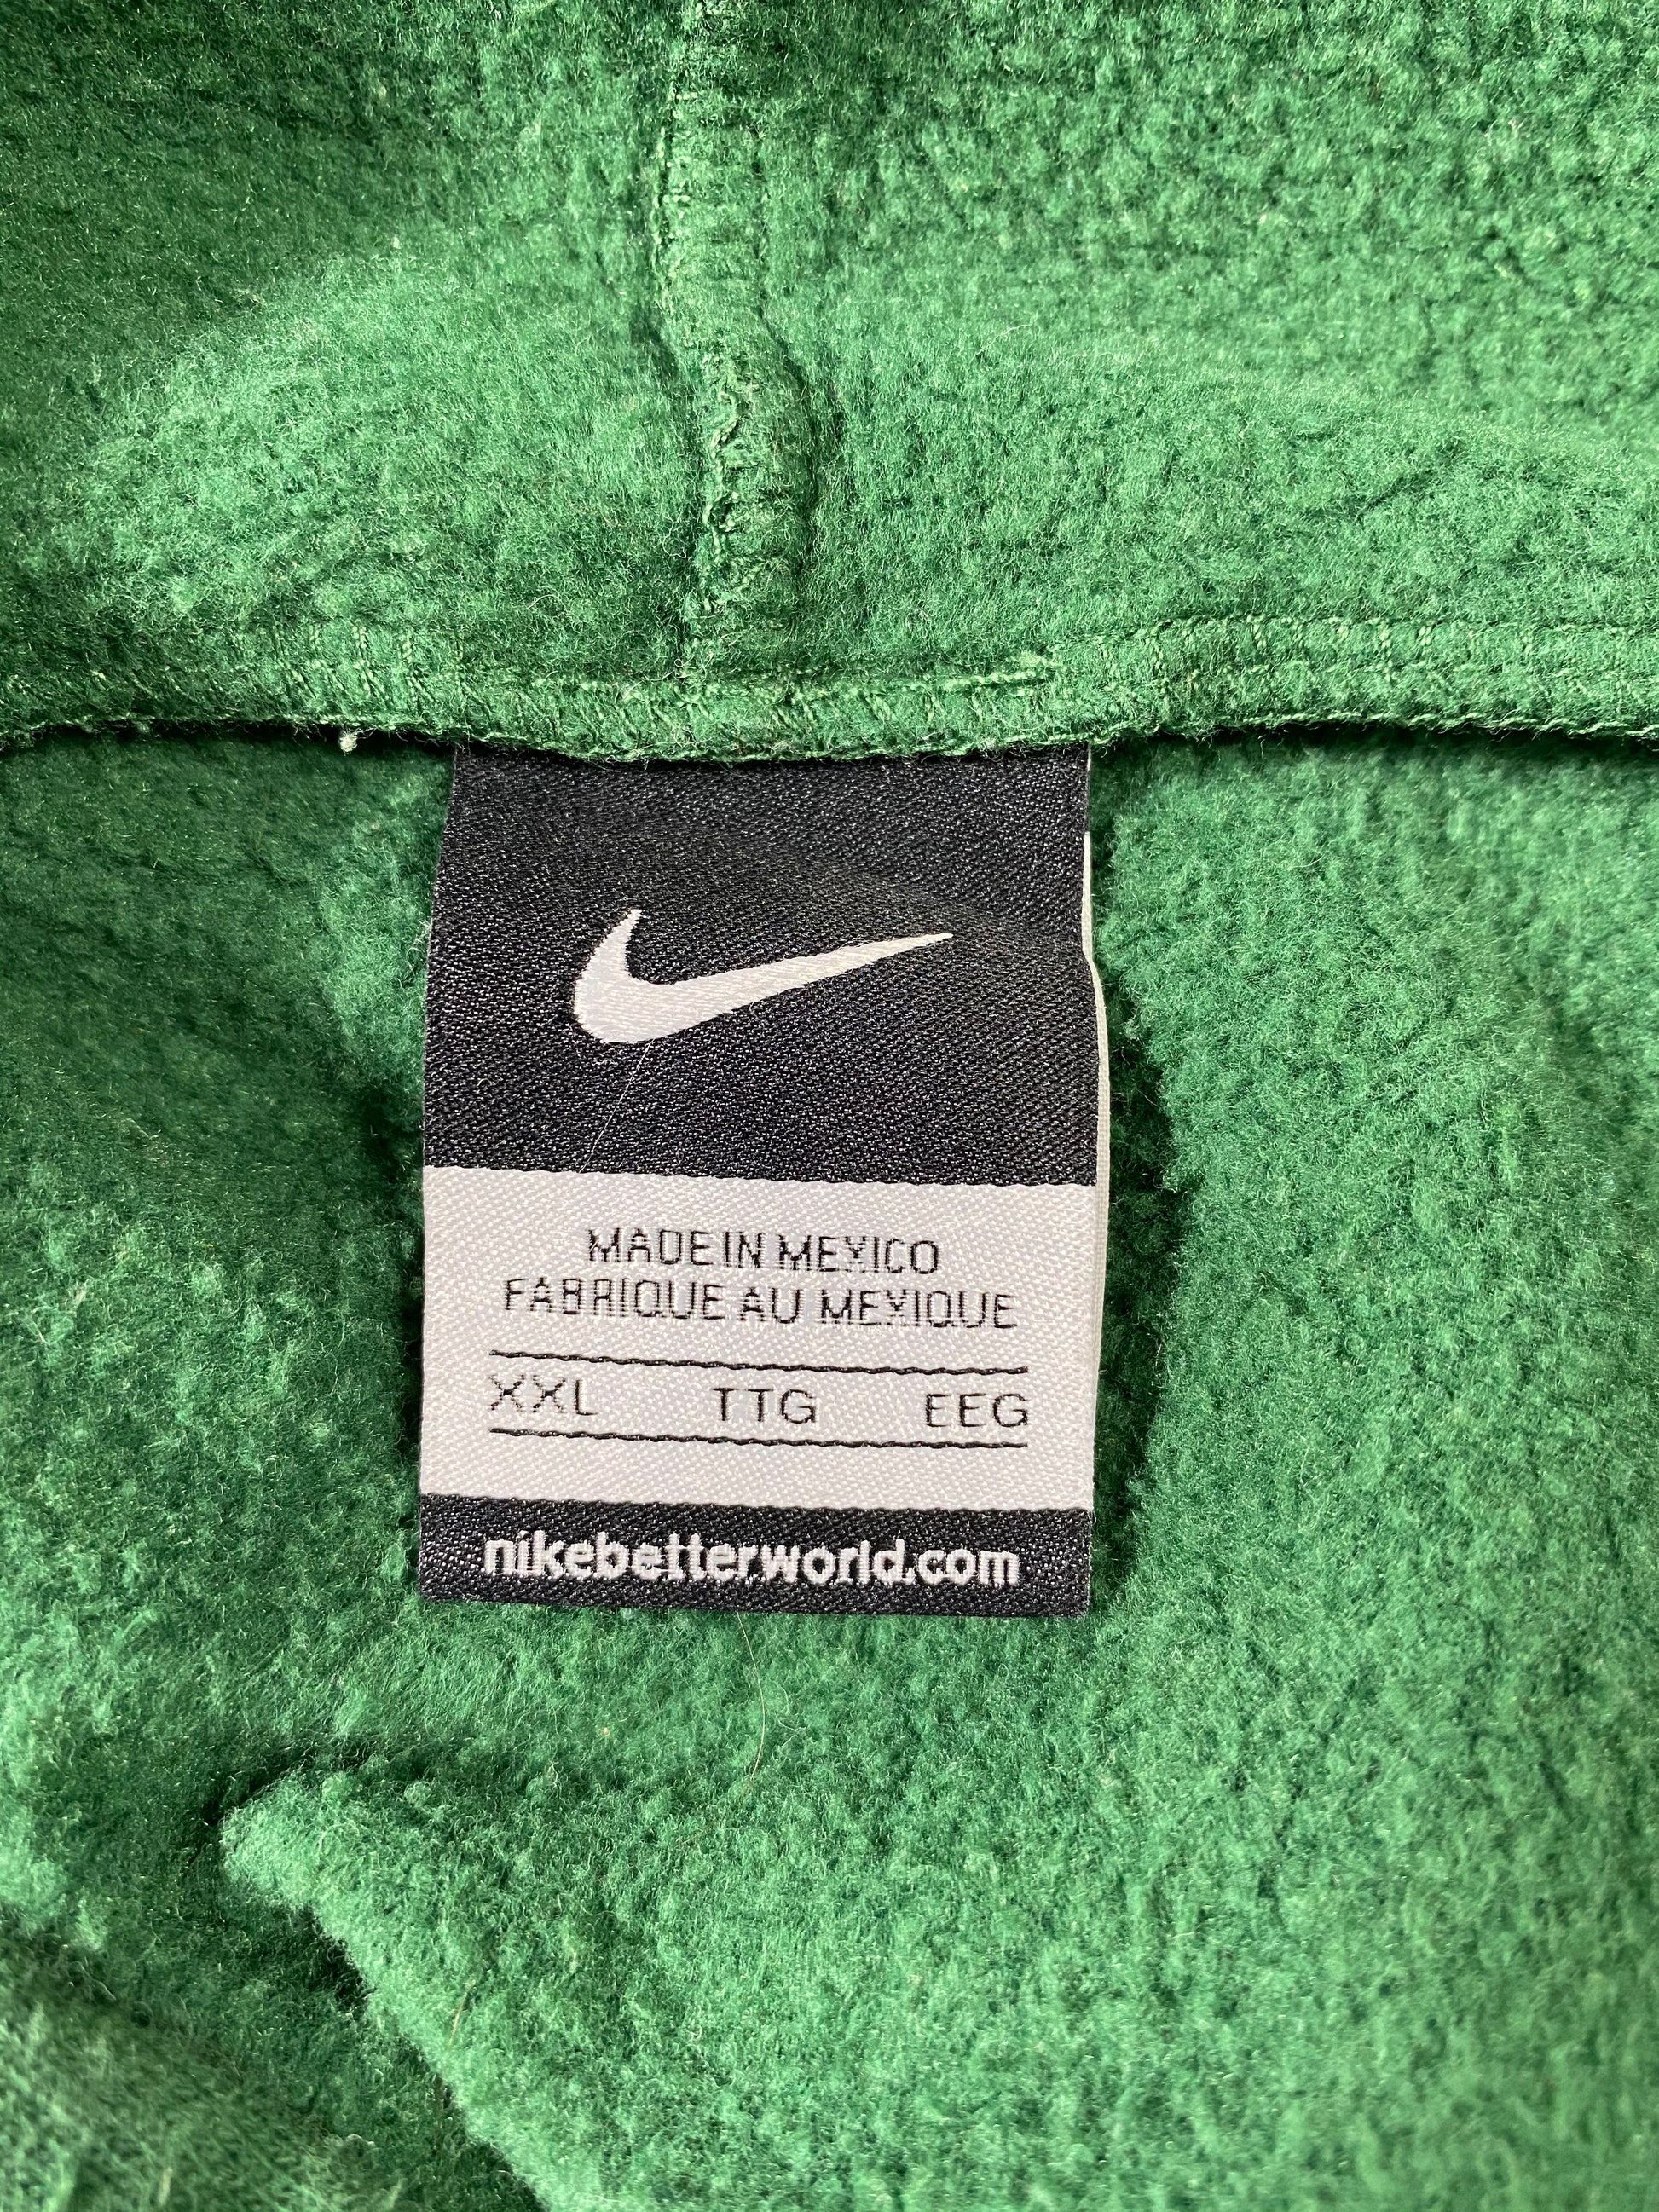 MADE IN MEXICO
FABRIQUE AU MEXIQUE
XXL TTG EEG
nikebetterworld.com